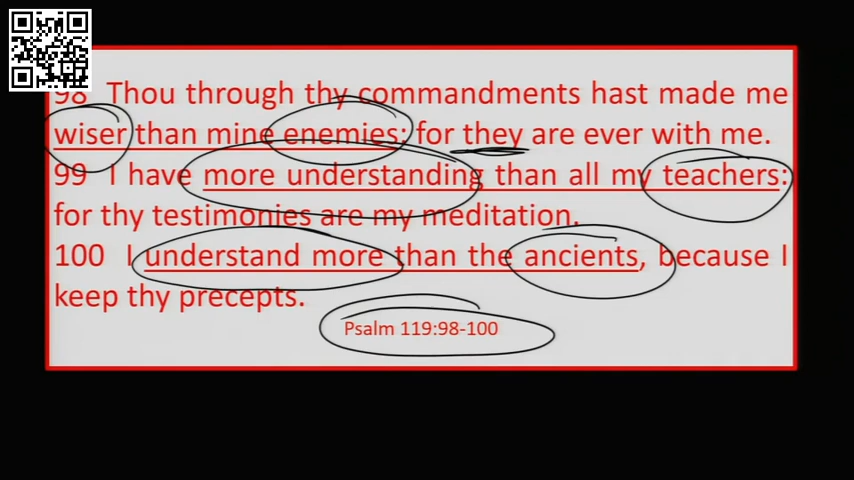 98 Thou through thy commandments hast made me
wiser than mine enemies: for they are ever with me.
99 I have more understanding than all my teachers:
for thy testimonies are my meditation.
100 I understand more than the ancients, because I
keep thy precepts.
Psalm 119:98-100